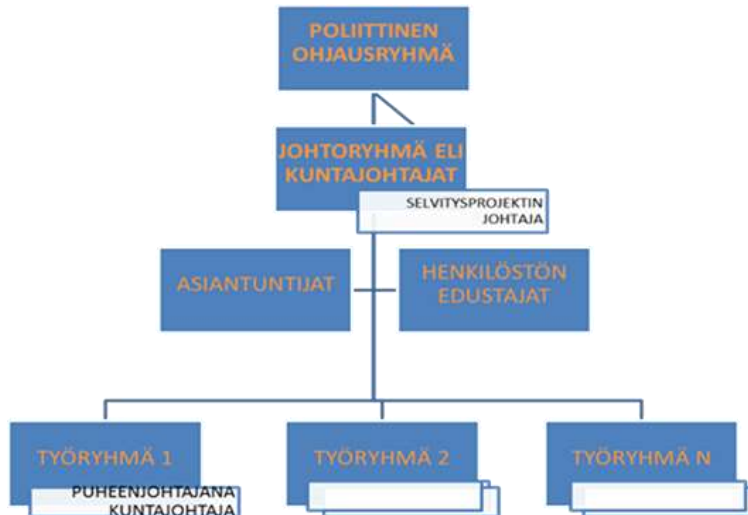 POLIITTINEN
OHJAUSRYHMÄ
JOHTORYHMÄ ELI
KUNTAJOHTAJAT
SELVITYSPROJEKTIN
JOHTAJA
ASIANTUNTIJAT
HENKILÖSTÖN
EDUSTAJAT
TYÖRYHMÄ 1
PUHEENJOHTAJANA
KUNTAJOHTAJA
TYÖRYHMÄ 2
TYÖRYHMÄ N